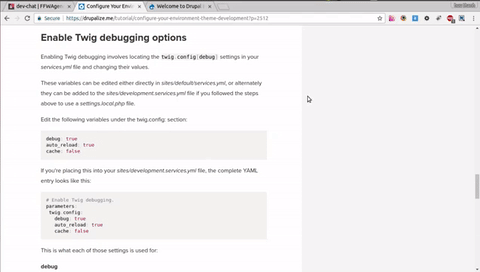 dev-chat | FFWAgen
Configure Your Environ
Welcome to Drupal
Secure
https://drupalize.me/tutorial/configure-your-environment-theme-development?p=2512
Enable Twig debugging options
Enabling Twig debugging involves locating the twig.config[debug] settings in your
services.yml file and changing their values.
These variables can be edited either directly in sites/default/services.yml, or alternately
they can be added to the sites/development.services.yml file if you followed the steps
above to use a settings.local.php file.
Edit the following variables under the twig.config: section:
debug: true
auto_reload: true
cache: false
If you're placing this into your sites/development.services.yml file, the complete YAML
entry looks like this:
# Enable Twig debugging.
parameters:
twig.config:
debug: true
auto_reload: true
cache: false
This is what each of those settings is used for:
debug